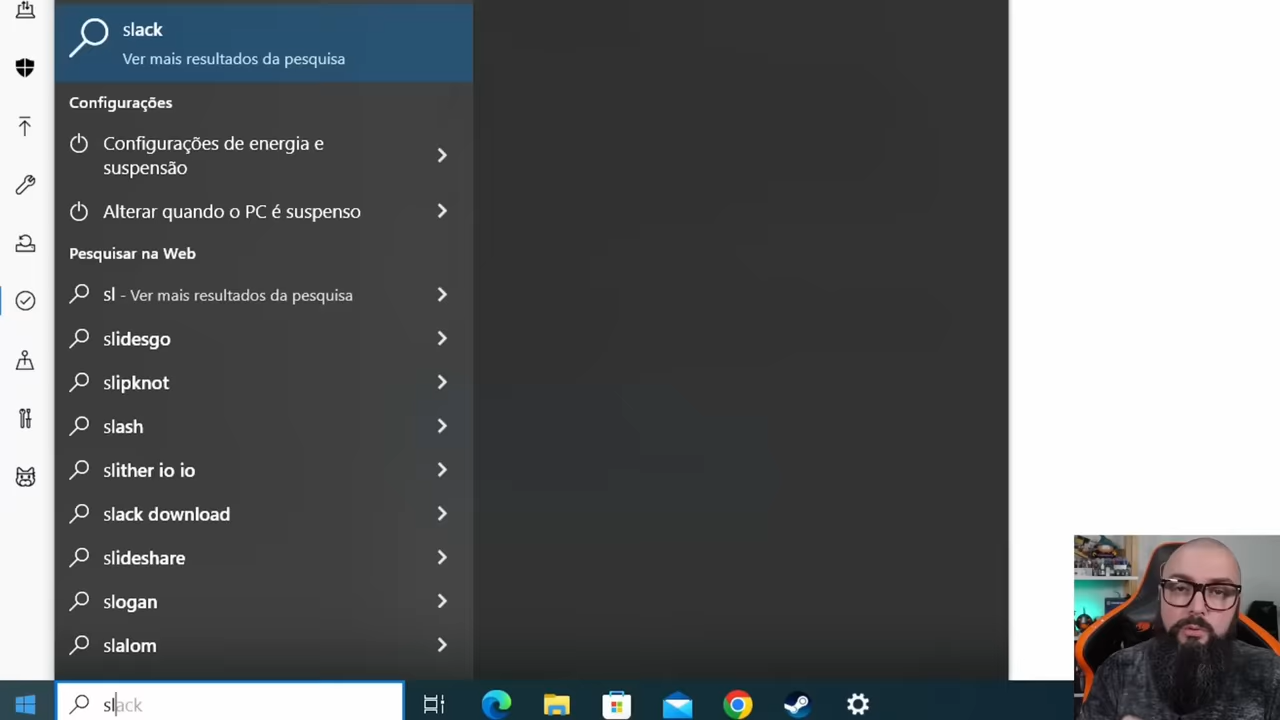 slack
Ver mais resultados da pesquisa
Configurações
Configurações de energia e
suspensão
Alterar quando o PC é suspenso
Pesquisar na Web
sl - Ver mais resultados da pesquisa
slidesgo
slipknot
slash
slither io io
slack download
slideshare
slogan
slalom
slack